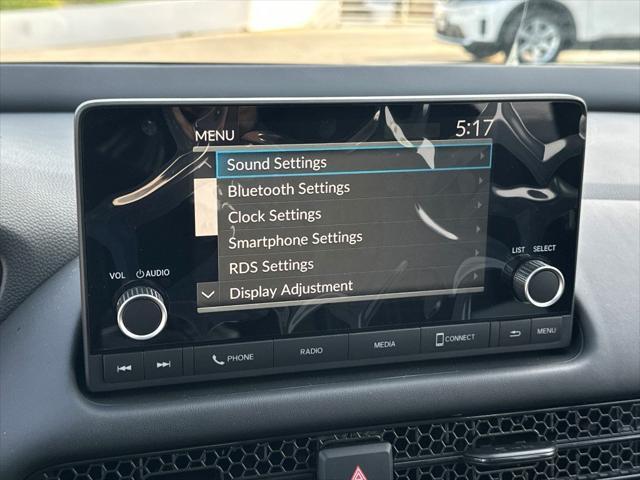 MENU 5:17
Sound Settings
Bluetooth Settings
Clock Settings
Smartphone Settings
RDS Settings
Display Adjustment
VOL AUDIO
LIST SELECT
PHONE RADIO MEDIA CONNECT MENU